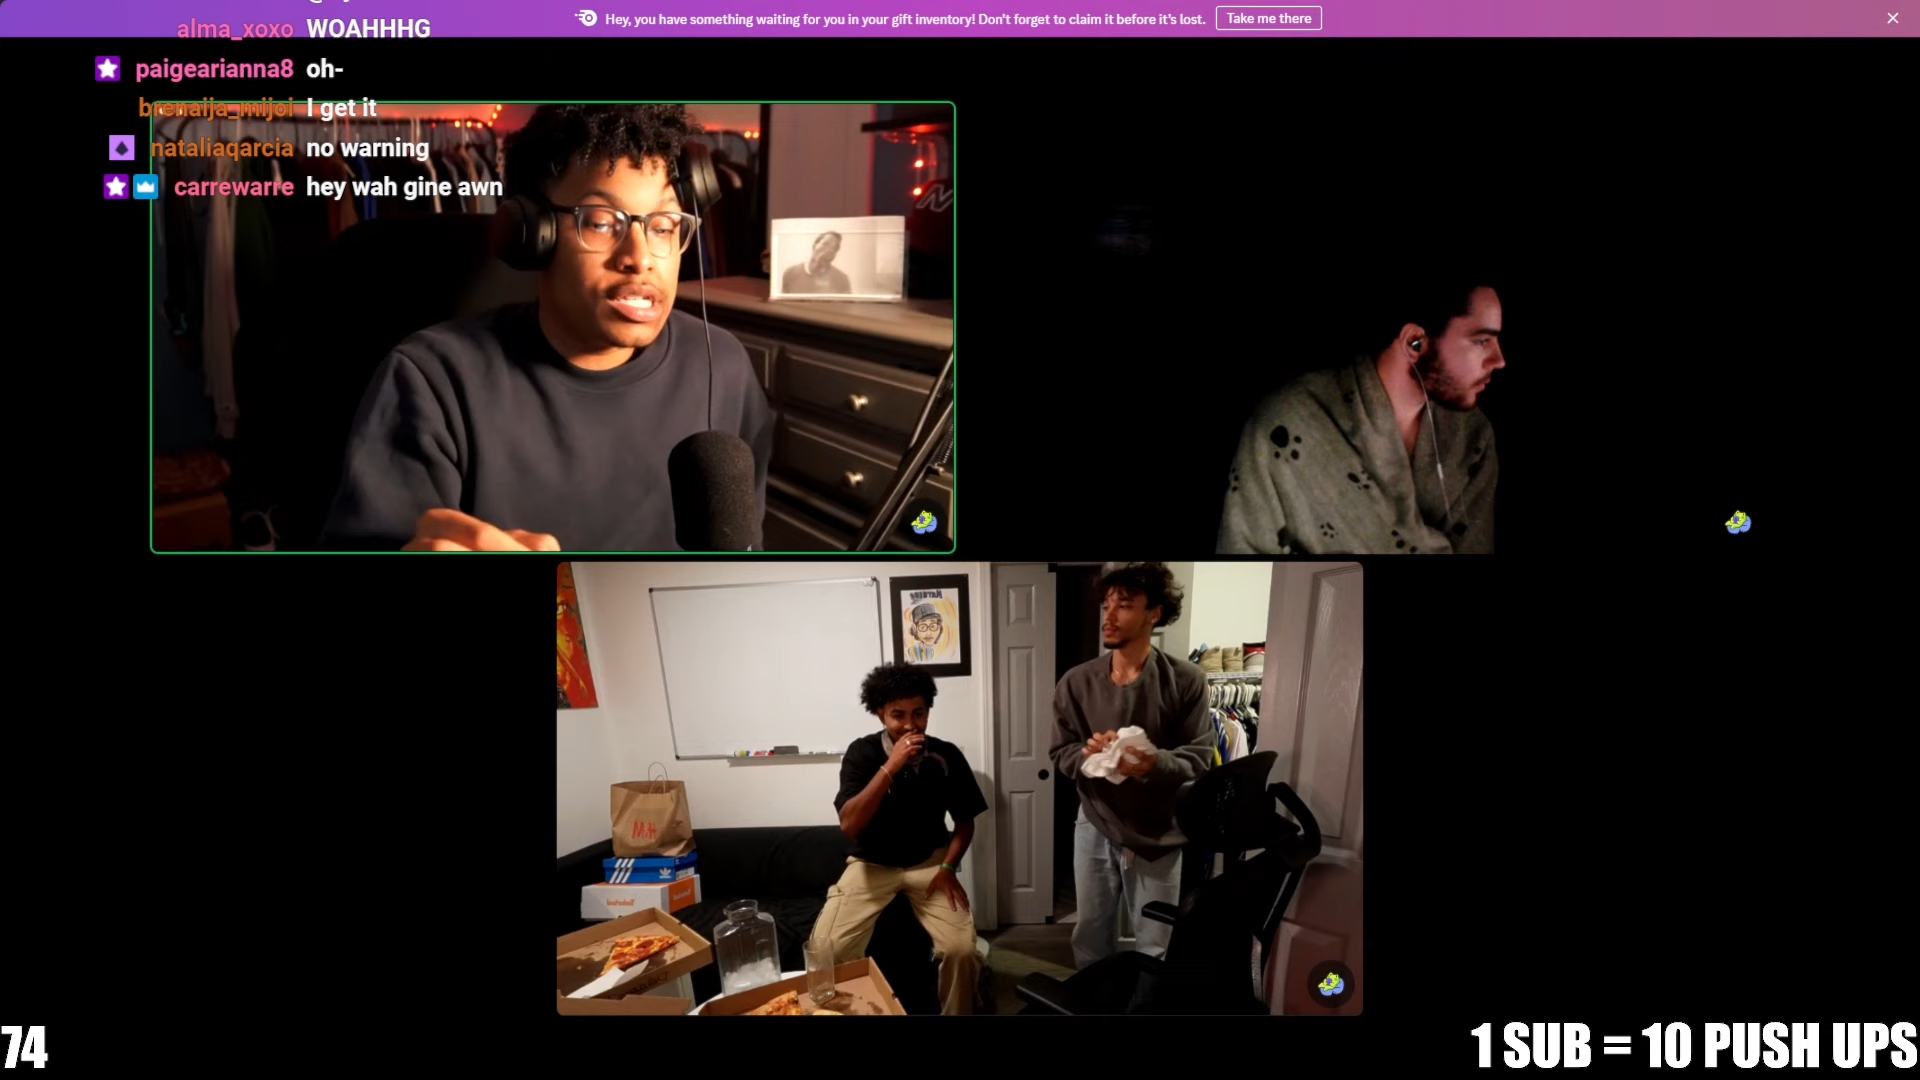 alma_xoxo WOAHHHG
Hey, you have something waiting for you in your gift inventory! Don't forget to claim it before it's lost.
Take me there
paigearianna8 oh-
brenaija_mijoi I get it
nataliaqarcia no warning
carrewarre hey wah gine awn
74
1 SUB = 10 PUSH UPS